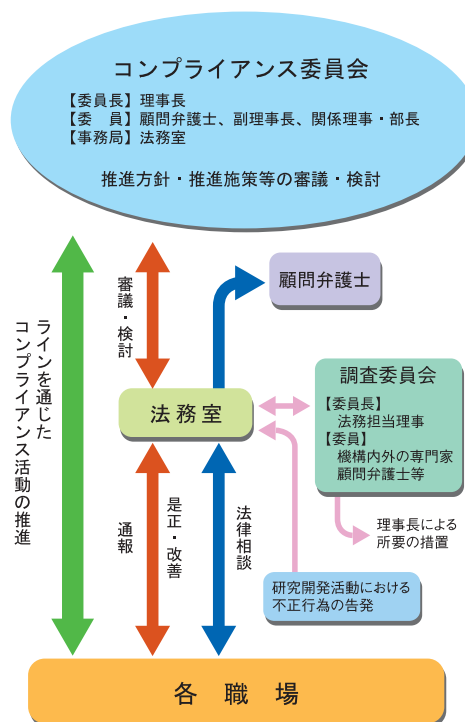 コンプライアンス委員会
【委員長】理事長
【委　員】顧問弁護士、副理事長、関係理事・部長
【事務局】法務室
推進方針・推進施策等の審議・検討
ラインを通じた
コンプライアンス活動の推進
審議・検討
顧問弁護士
法務室
調査委員会
【委員長】
法務担当理事
【委員】
機構内外の専門家
顧問弁護士等
理事長による
所要の措置
是正・改善
通報
法律相談
研究開発活動における
不正行為の告発
各　職　場